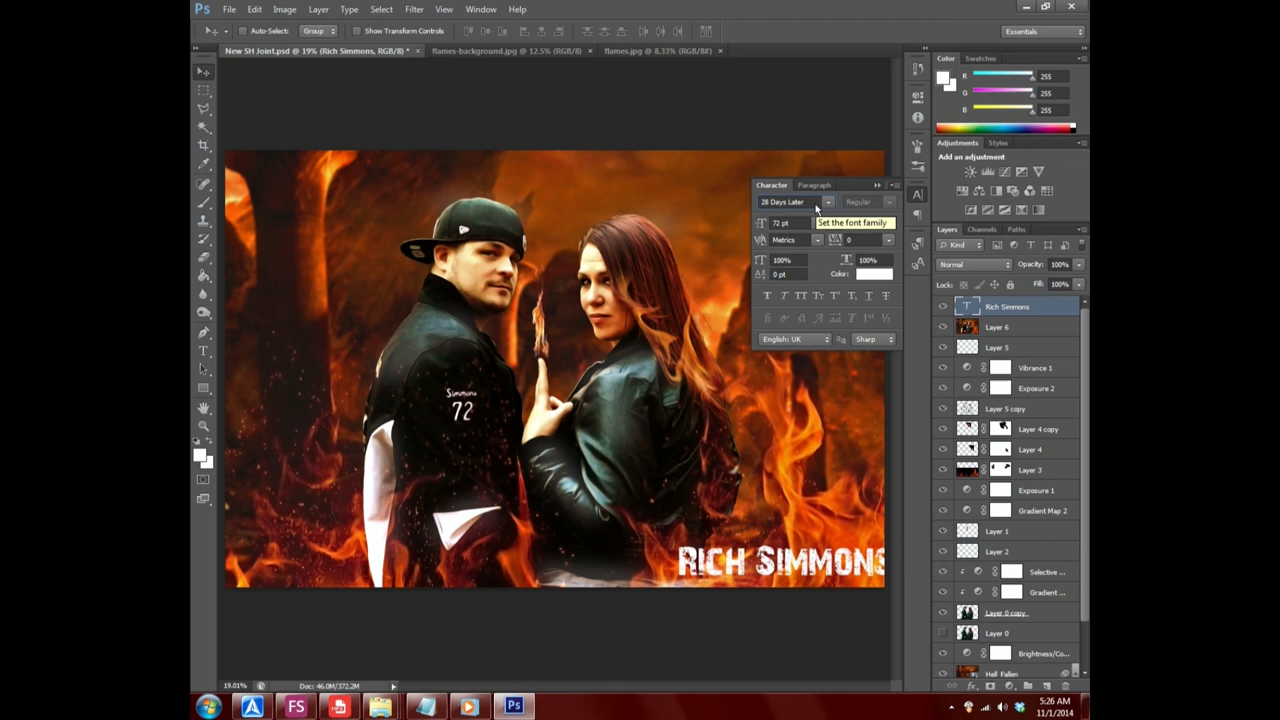 Ps File Edit Image Layer Type Select Filter View Window Help
Auto-Select: Group Show Transform Controls Essentials
New SH Joint.psd @ 19% (Rich Simmons, RGB/8) * × flames-background.jpg @ 12.5% (RGB/8) × flames.jpg @ 8.33% (RGB/8#) ×
Color Swatches
R 255
G 255
B 255
Adjustments Styles
Add an adjustment
Character Paragraph
28 Days Later Regular
72 pt
Set the font family
Metrics 0
100% 100%
0 pt Color:
English: UK Sharp
Layers Channels Paths
Kind
Normal Opacity: 100%
Lock: Fill: 100%
Rich Simmons
Layer 6
Layer 5
Vibrance 1
Exposure 2
Layer 5 copy
Layer 4 copy
Layer 4
Layer 3
Exposure 1
Gradient Map 2
Layer 1
Layer 2
Selective ...
Gradient ...
Layer 0 copy
Layer 0
Brightness/Co...
Hell Fallen
Simmons
72
RICH SIMMONS
19.01% Doc: 46.0M/372.2M
FS Ps
5:26 AM
11/1/2014